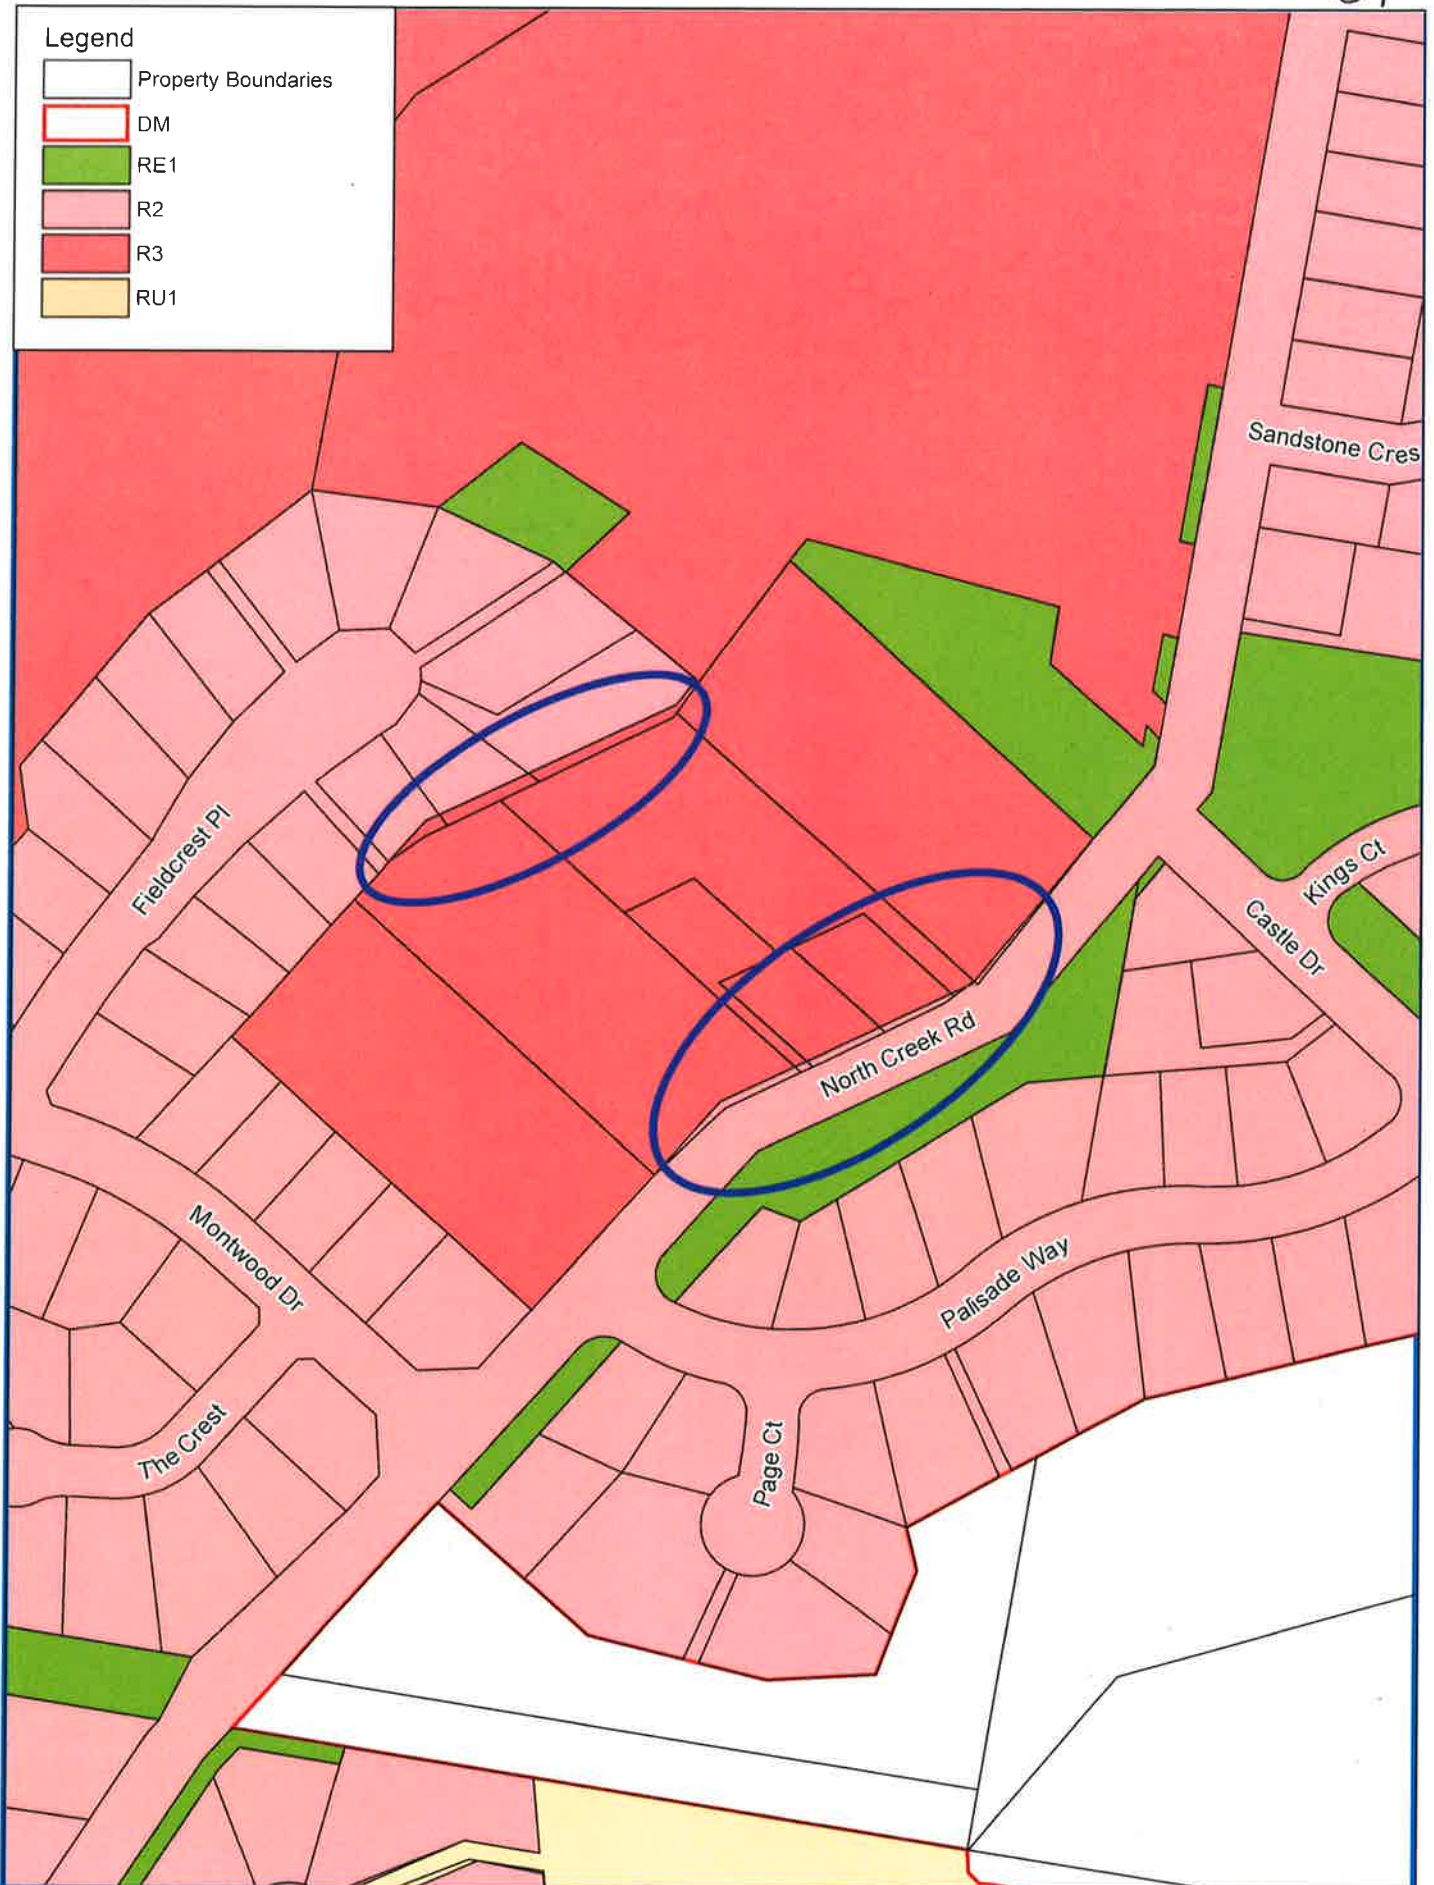 Legend
Property Boundaries
DM
RE1
R2
R3
RU1
Sandstone Cres
Fieldcrest Pl
Kings Ct
Castle Dr
North Creek Rd
Montwood Dr
Palisade Way
The Crest
Page Ct